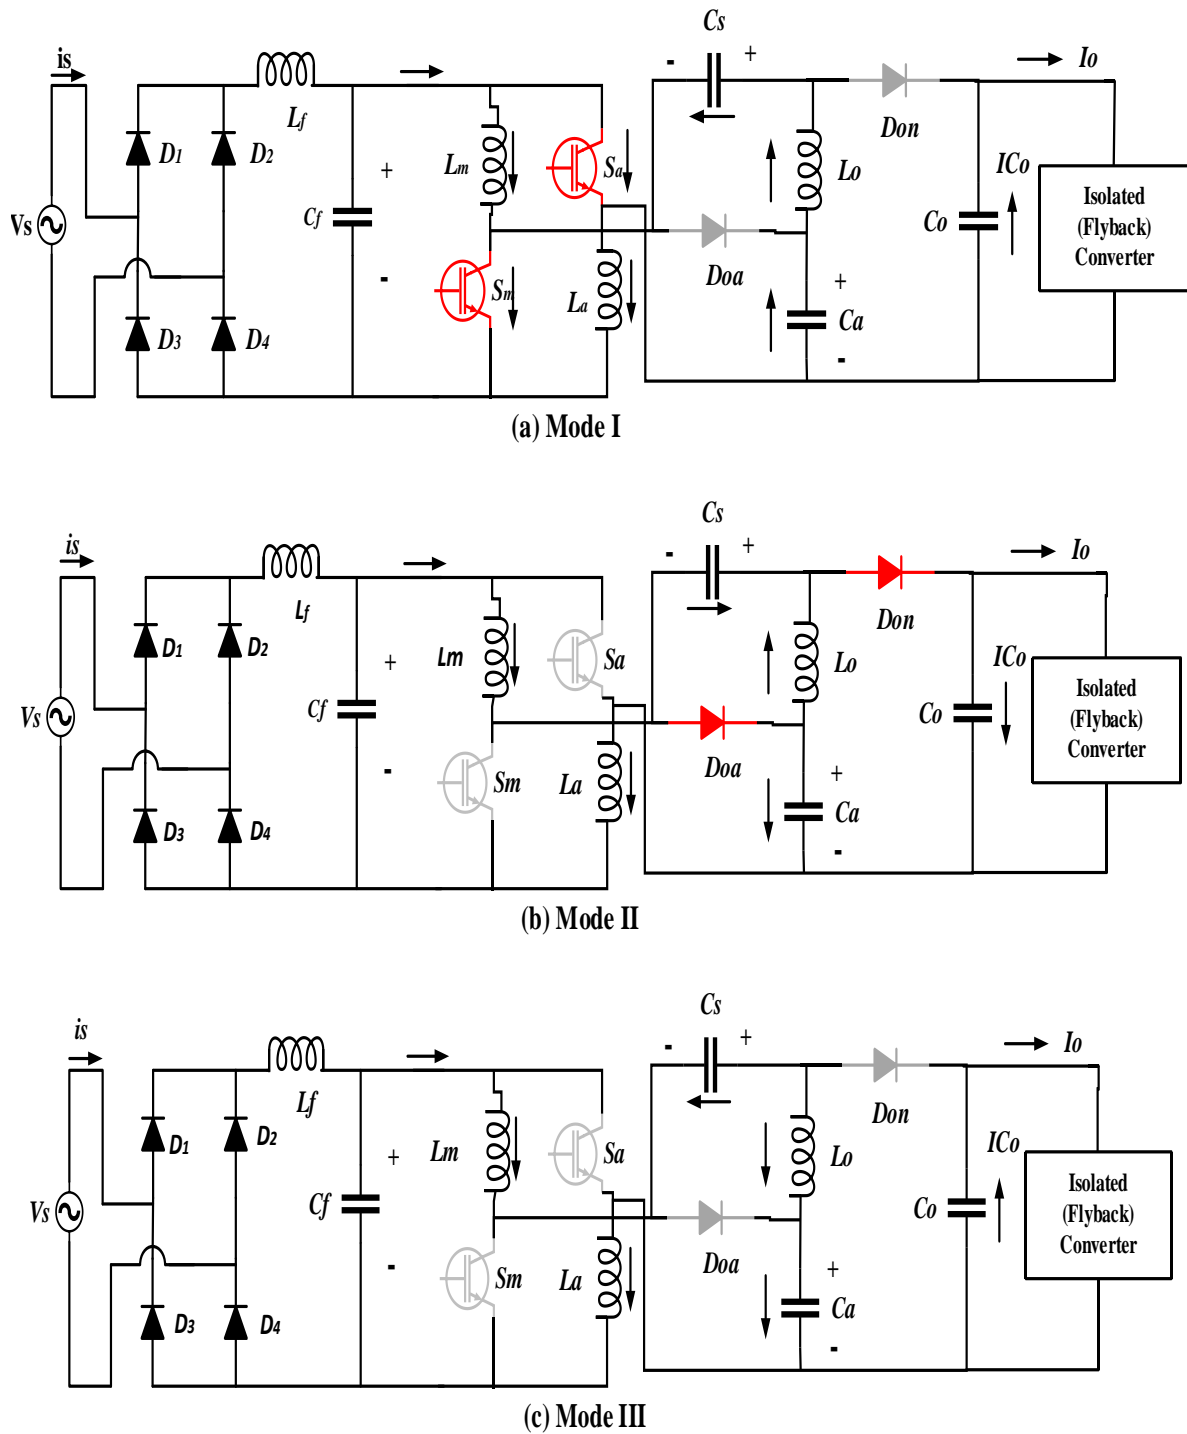 is
Cs
- +
Io
Lf
Don
D1 D2
Lm
Sa
Lo
ICo
+
Vs
Cf
Co
Isolated
(Flyback)
Converter
Doa
-
Sm
La
+
Ca
D3 D4
-
(a) Mode I
is
Cs
- +
Io
Lf
Don
D1 D2
+
Lm
Sa
Lo
ICo
Vs
Cf
Co
Isolated
(Flyback)
Converter
-
Sm
Doa
La
+
Ca
D3 D4
-
(b) Mode II
is
Cs
- +
Io
Lf
Don
D1 D2
+
Lm
Sa
Lo
ICo
Vs
Cf
Co
Isolated
(Flyback)
Converter
-
Sm
Doa
La
+
Ca
D3 D4
-
(c) Mode III